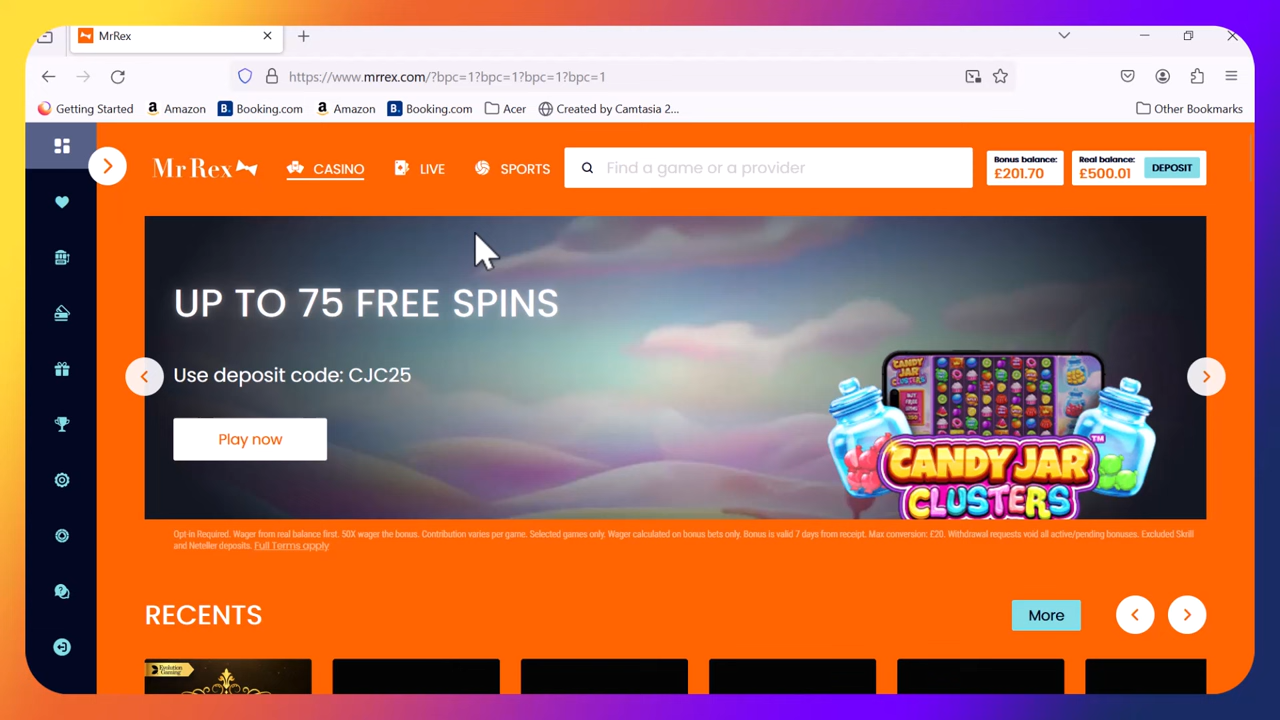 MrRex
https://www.mrrex.com/?bpc=1?bpc=1?bpc=1?bpc=1
Getting Started
Amazon
Booking.com
Amazon
Booking.com
Acer
Created by Camtasia 2...
Other Bookmarks
MrRex
CASINO
LIVE
SPORTS
Find a game or a provider
Bonus balance:
£201.70
Real balance:
£500.01
DEPOSIT
UP TO 75 FREE SPINS
Use deposit code: CJC25
Play now
CANDY JAR
CLUSTERS™
Opt-in Required. Wager from real balance first. 50X wager the bonus. Contribution varies per game. Selected games only. Wager calculated on bonus bets only. Bonus is valid 7 days from receipt. Max conversion: £20. Withdrawal requests void all active/pending bonuses. Excluded Skrill
and Neteller deposits. Full Terms apply
RECENTS
More
Evolution
Gaming